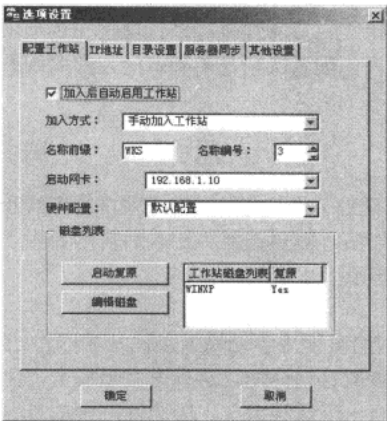 选项设置
配置工作站 IP地址 目录设置 服务器同步 其他设置
加入后自动启用工作站
加入方式： 手动加入工作站
名称前缀： WKS 名称编号： 3
启动网卡： 192.168.1.10
硬件配置： 默认配置
磁盘列表
启动复原
工作站磁盘列表 复原
WINXP Yes
编辑磁盘
确定 取消